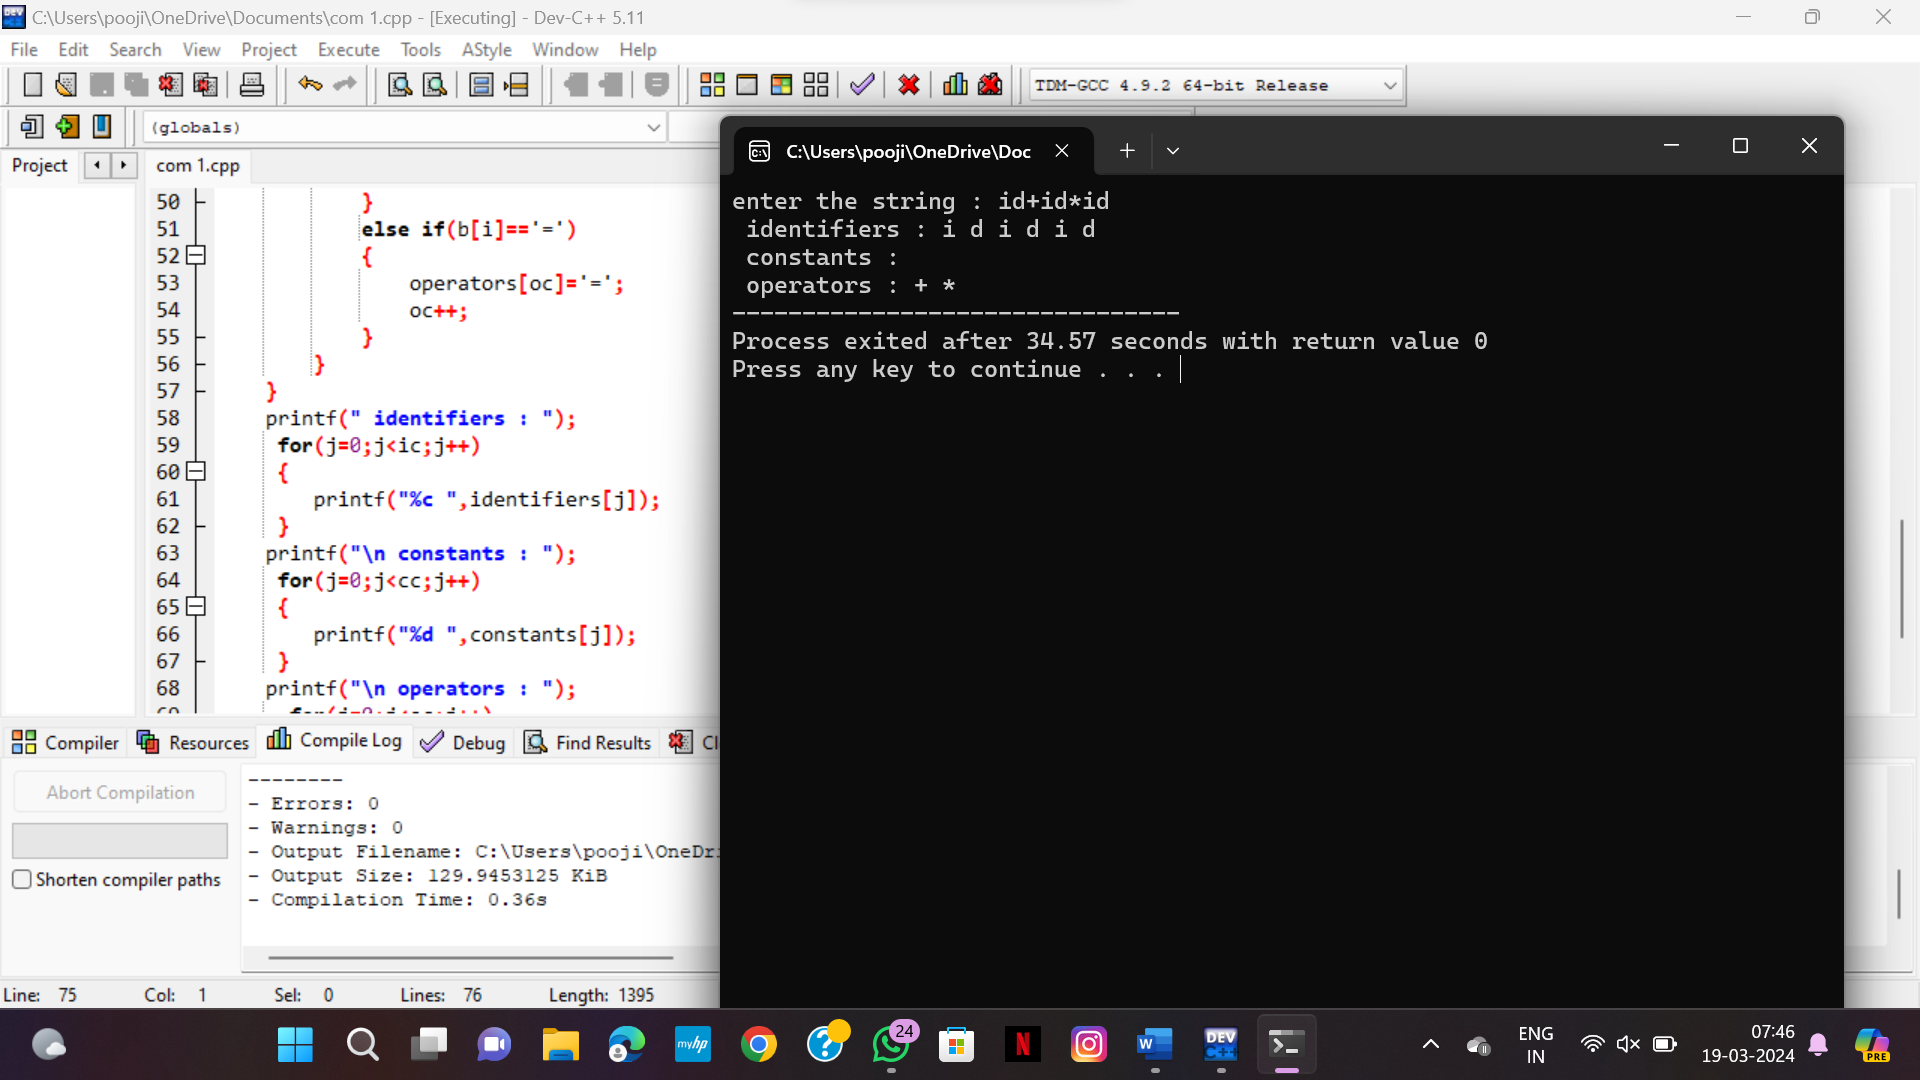 C:\Users\pooji\OneDrive\Documents\com 1.cpp - [Executing] - Dev-C++ 5.11
File Edit Search View Project Execute Tools AStyle Window Help
TDM-GCC 4.9.2 64-bit Release
(globals)
Project com 1.cpp
50 }
51 else if(b[i]=='=')
52 {
53 operators[oc]='=';
54 oc++;
55 }
56 }
57 }
58 printf(" identifiers : ");
59 for(j=0;j<ic;j++)
60 {
61 printf("%c ",identifiers[j]);
62 }
63 printf("\n constants : ");
64 for(j=0;j<cc;j++)
65 {
66 printf("%d ",constants[j]);
67 }
68 printf("\n operators : ");
C:\Users\pooji\OneDrive\Doc
enter the string : id+id*id
identifiers : i d i d i d
constants :
operators : + *
--------------------------------
Process exited after 34.57 seconds with return value 0
Press any key to continue . . .
Compiler Resources Compile Log Debug Find Results
Abort Compilation
Shorten compiler paths
--------
- Errors: 0
- Warnings: 0
- Output Filename: C:\Users\pooji\OneDri
- Output Size: 129.9453125 KiB
- Compilation Time: 0.36s
Line: 75 Col: 1 Sel: 0 Lines: 76 Length: 1395
myhp
24
N
W
DEV
C++
ENG
IN
07:46
19-03-2024
PRE